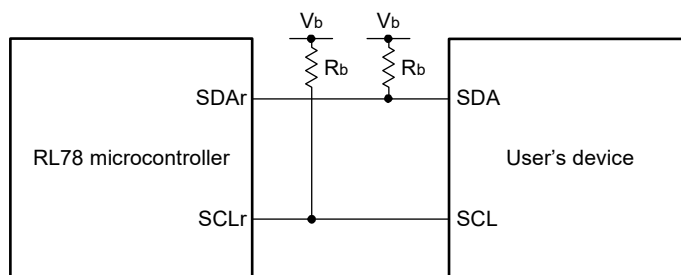 Vb Vb
Rb Rb
SDAr SDA
RL78 microcontroller User’s device
SCLr SCL